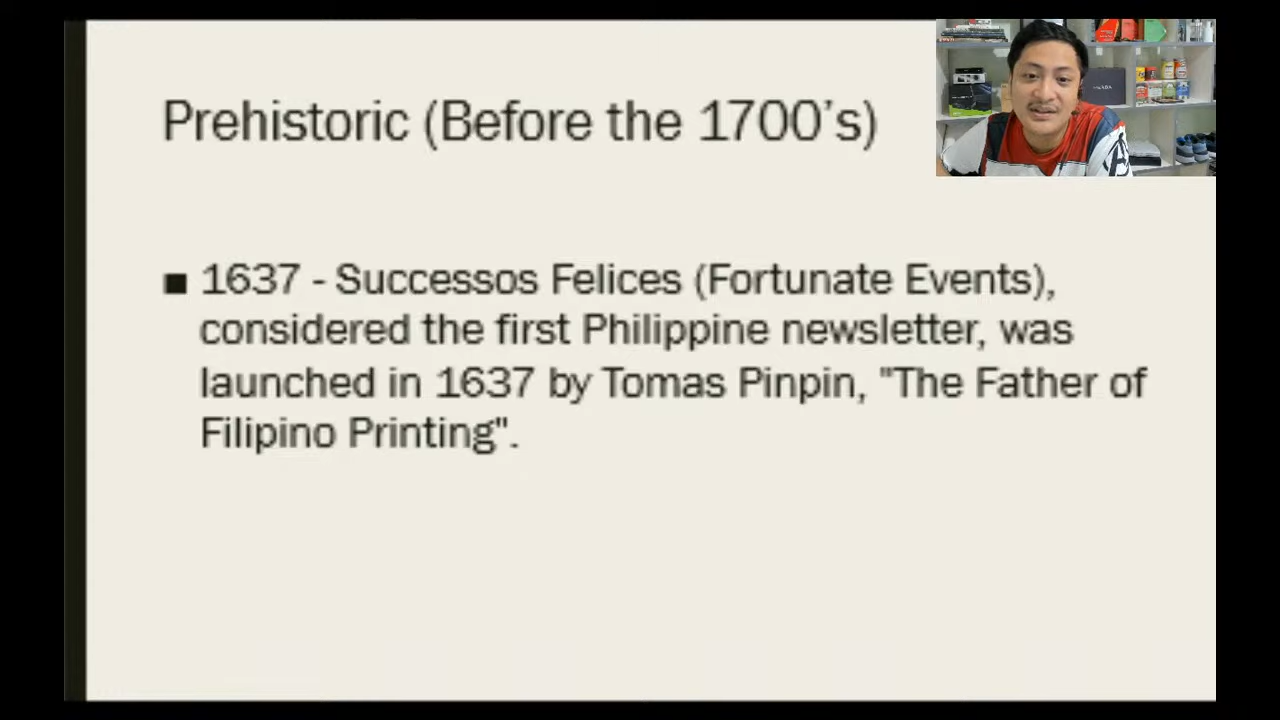 Prehistoric (Before the 1700's)
■ 1637 - Successos Felices (Fortunate Events),
considered the first Philippine newsletter, was
launched in 1637 by Tomas Pinpin, "The Father of
Filipino Printing".